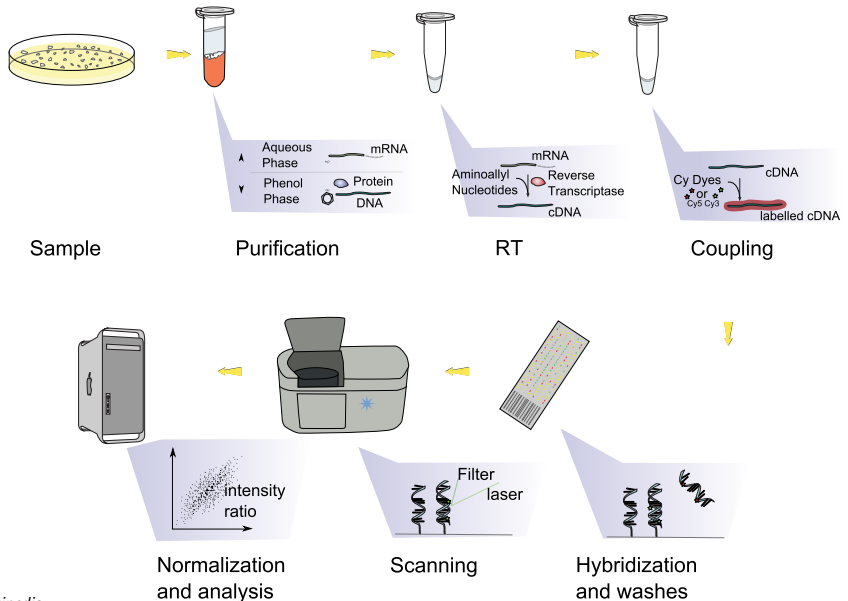 Aqueous
Phase
mRNA
Phenol
Phase
Protein
DNA
mRNA
Aminoallyl
Nucleotides
Reverse
Transcriptase
cDNA
cDNA
Cy Dyes
or
Cy5 Cy3
labelled cDNA
Sample
Purification
RT
Coupling
intensity
ratio
Filter
laser
Normalization
and analysis
Scanning
Hybridization
and washes